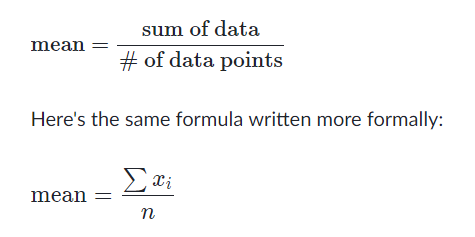 mean = sum of data / # of data points
Here's the same formula written more formally:
mean = ∑ xᵢ / n